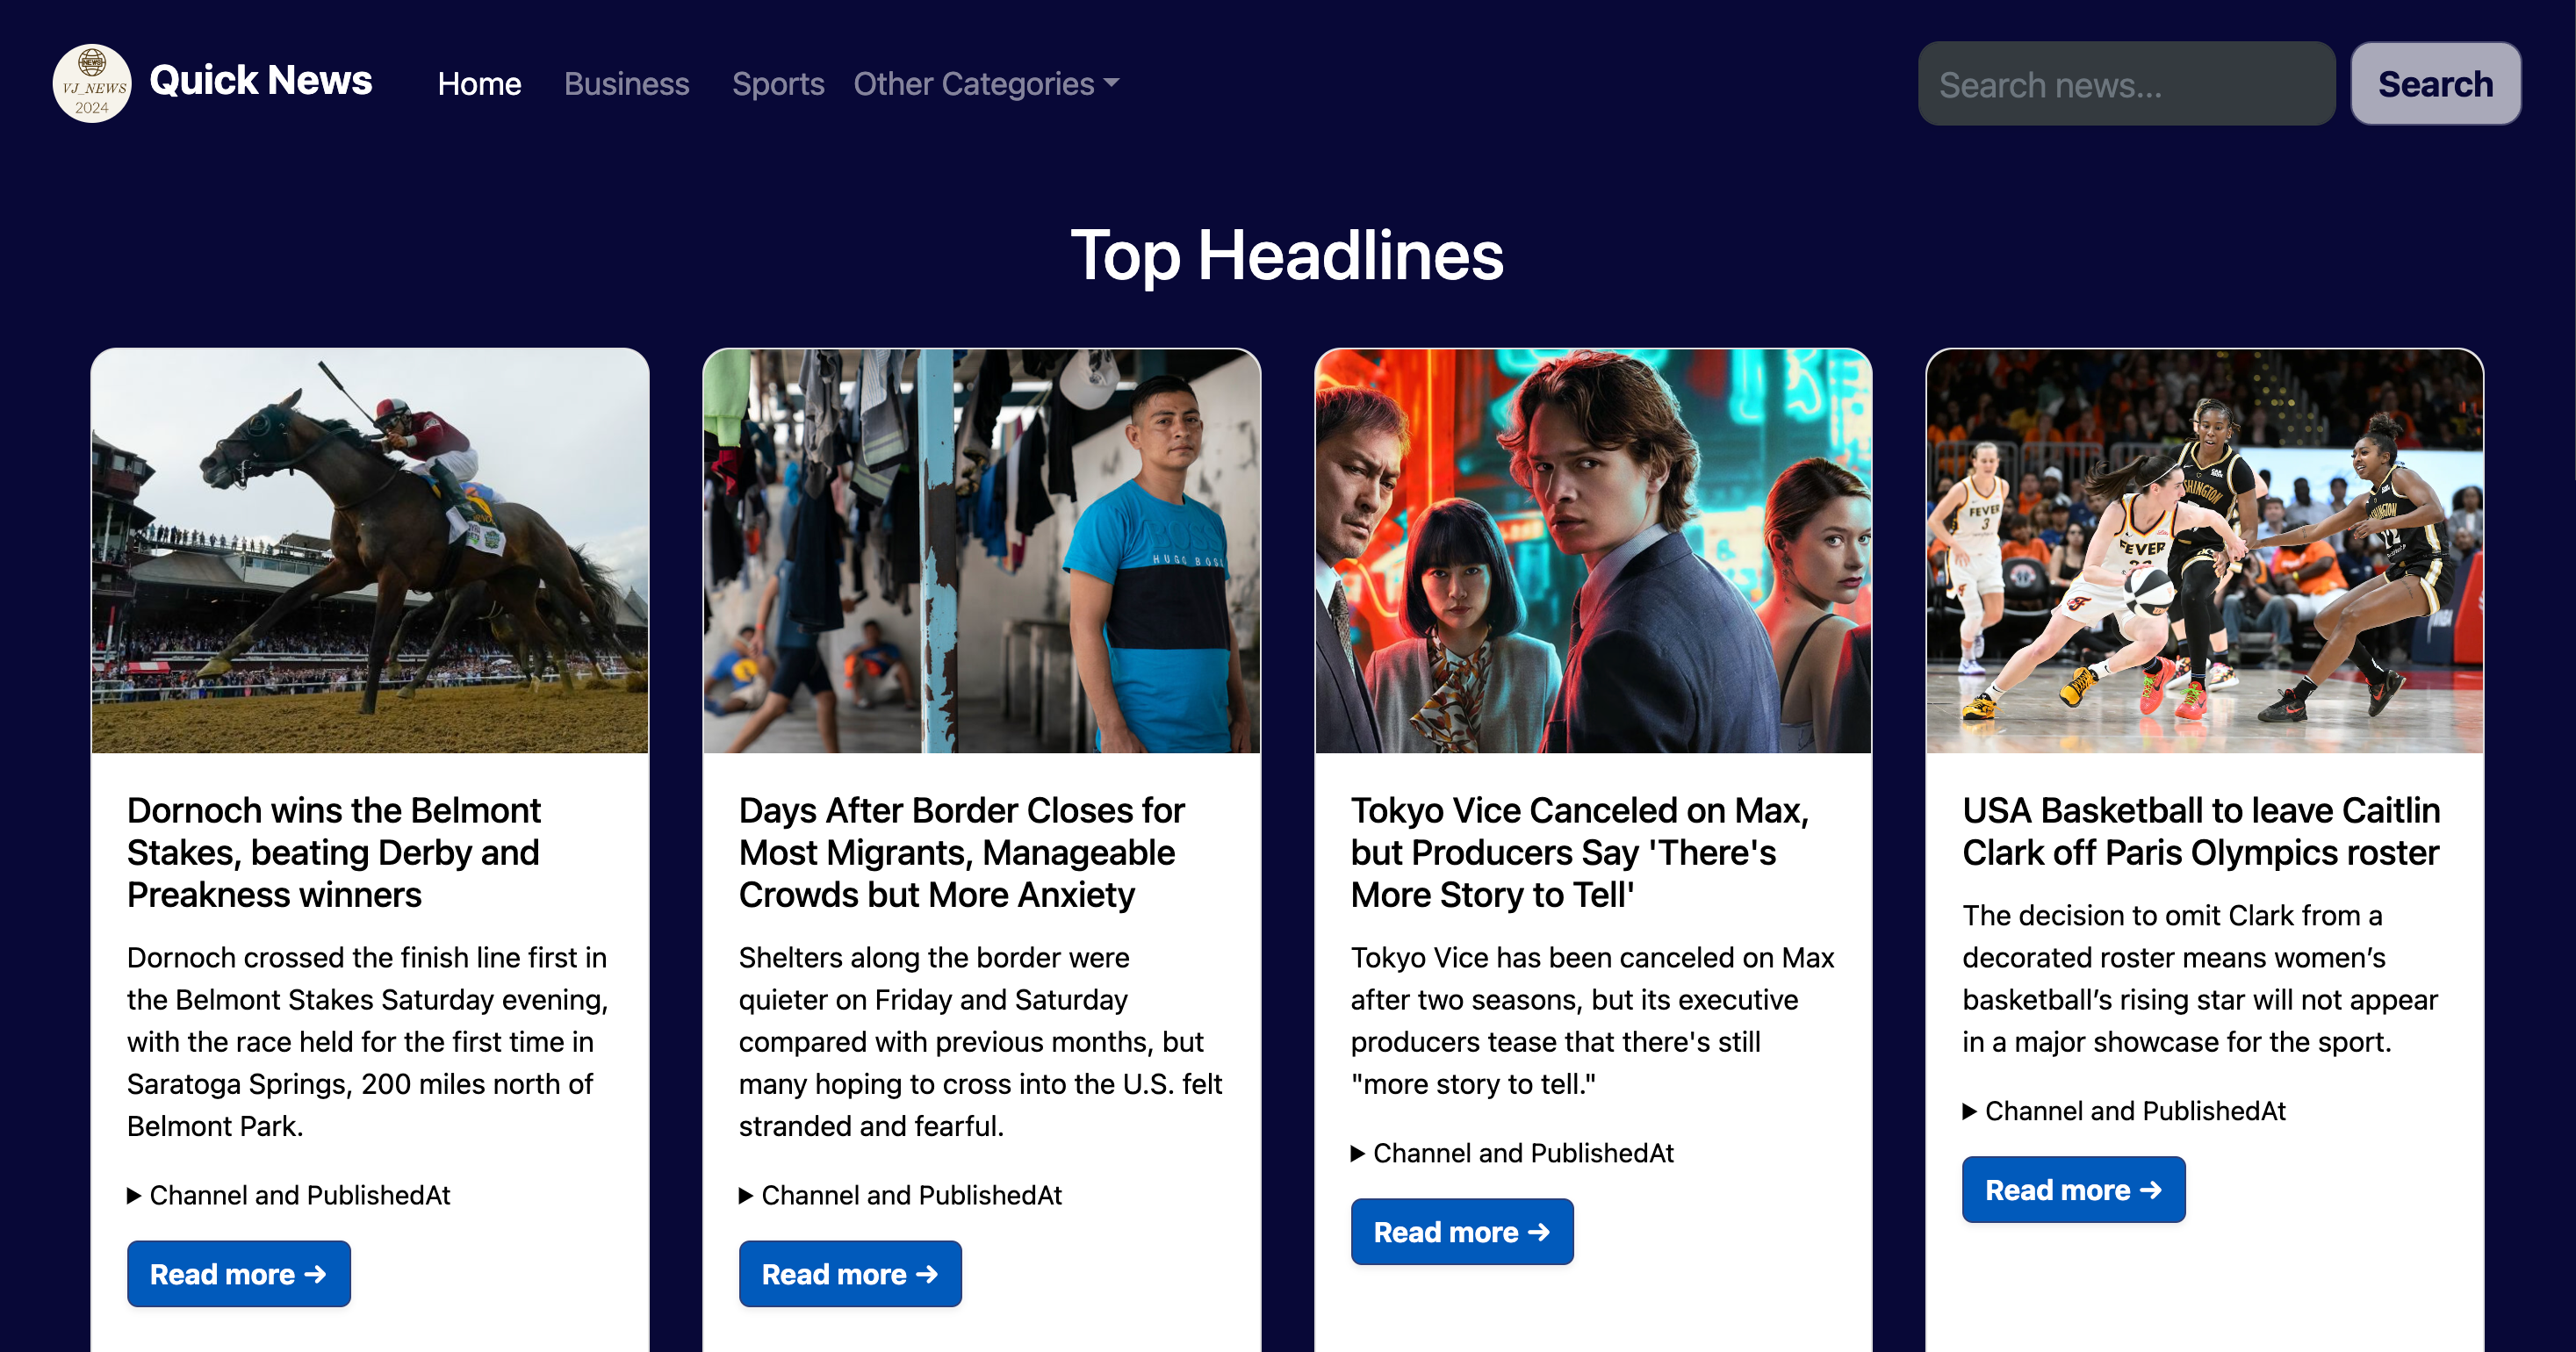 NEWS
VJ_NEWS
2024
Quick News
Home
Business
Sports
Other Categories
Search news...
Search
Top Headlines
HUGO BOSS
FEVER
3
FEVER
Dornoch wins the Belmont
Stakes, beating Derby and
Preakness winners
Dornoch crossed the finish line first in
the Belmont Stakes Saturday evening,
with the race held for the first time in
Saratoga Springs, 200 miles north of
Belmont Park.
▶ Channel and PublishedAt
Read more →
Days After Border Closes for
Most Migrants, Manageable
Crowds but More Anxiety
Shelters along the border were
quieter on Friday and Saturday
compared with previous months, but
many hoping to cross into the U.S. felt
stranded and fearful.
▶ Channel and PublishedAt
Read more →
Tokyo Vice Canceled on Max,
but Producers Say 'There's
More Story to Tell'
Tokyo Vice has been canceled on Max
after two seasons, but its executive
producers tease that there's still
"more story to tell."
▶ Channel and PublishedAt
Read more →
USA Basketball to leave Caitlin
Clark off Paris Olympics roster
The decision to omit Clark from a
decorated roster means women’s
basketball’s rising star will not appear
in a major showcase for the sport.
▶ Channel and PublishedAt
Read more →